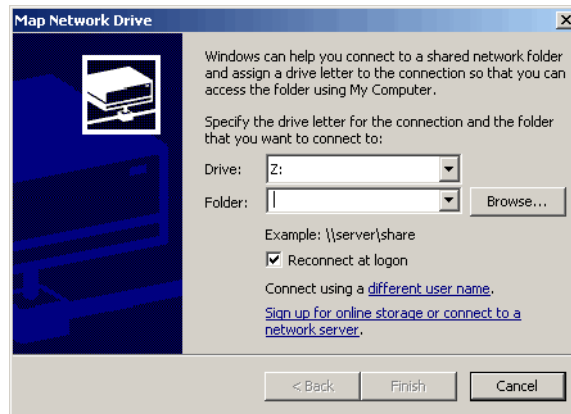 Map Network Drive
Windows can help you connect to a shared network folder
and assign a drive letter to the connection so that you can
access the folder using My Computer.
Specify the drive letter for the connection and the folder
that you want to connect to:
Drive: Z:
Folder: Browse...
Example: \\server\share
Reconnect at logon
Connect using a different user name.
Sign up for online storage or connect to a
network server.
< Back Finish Cancel